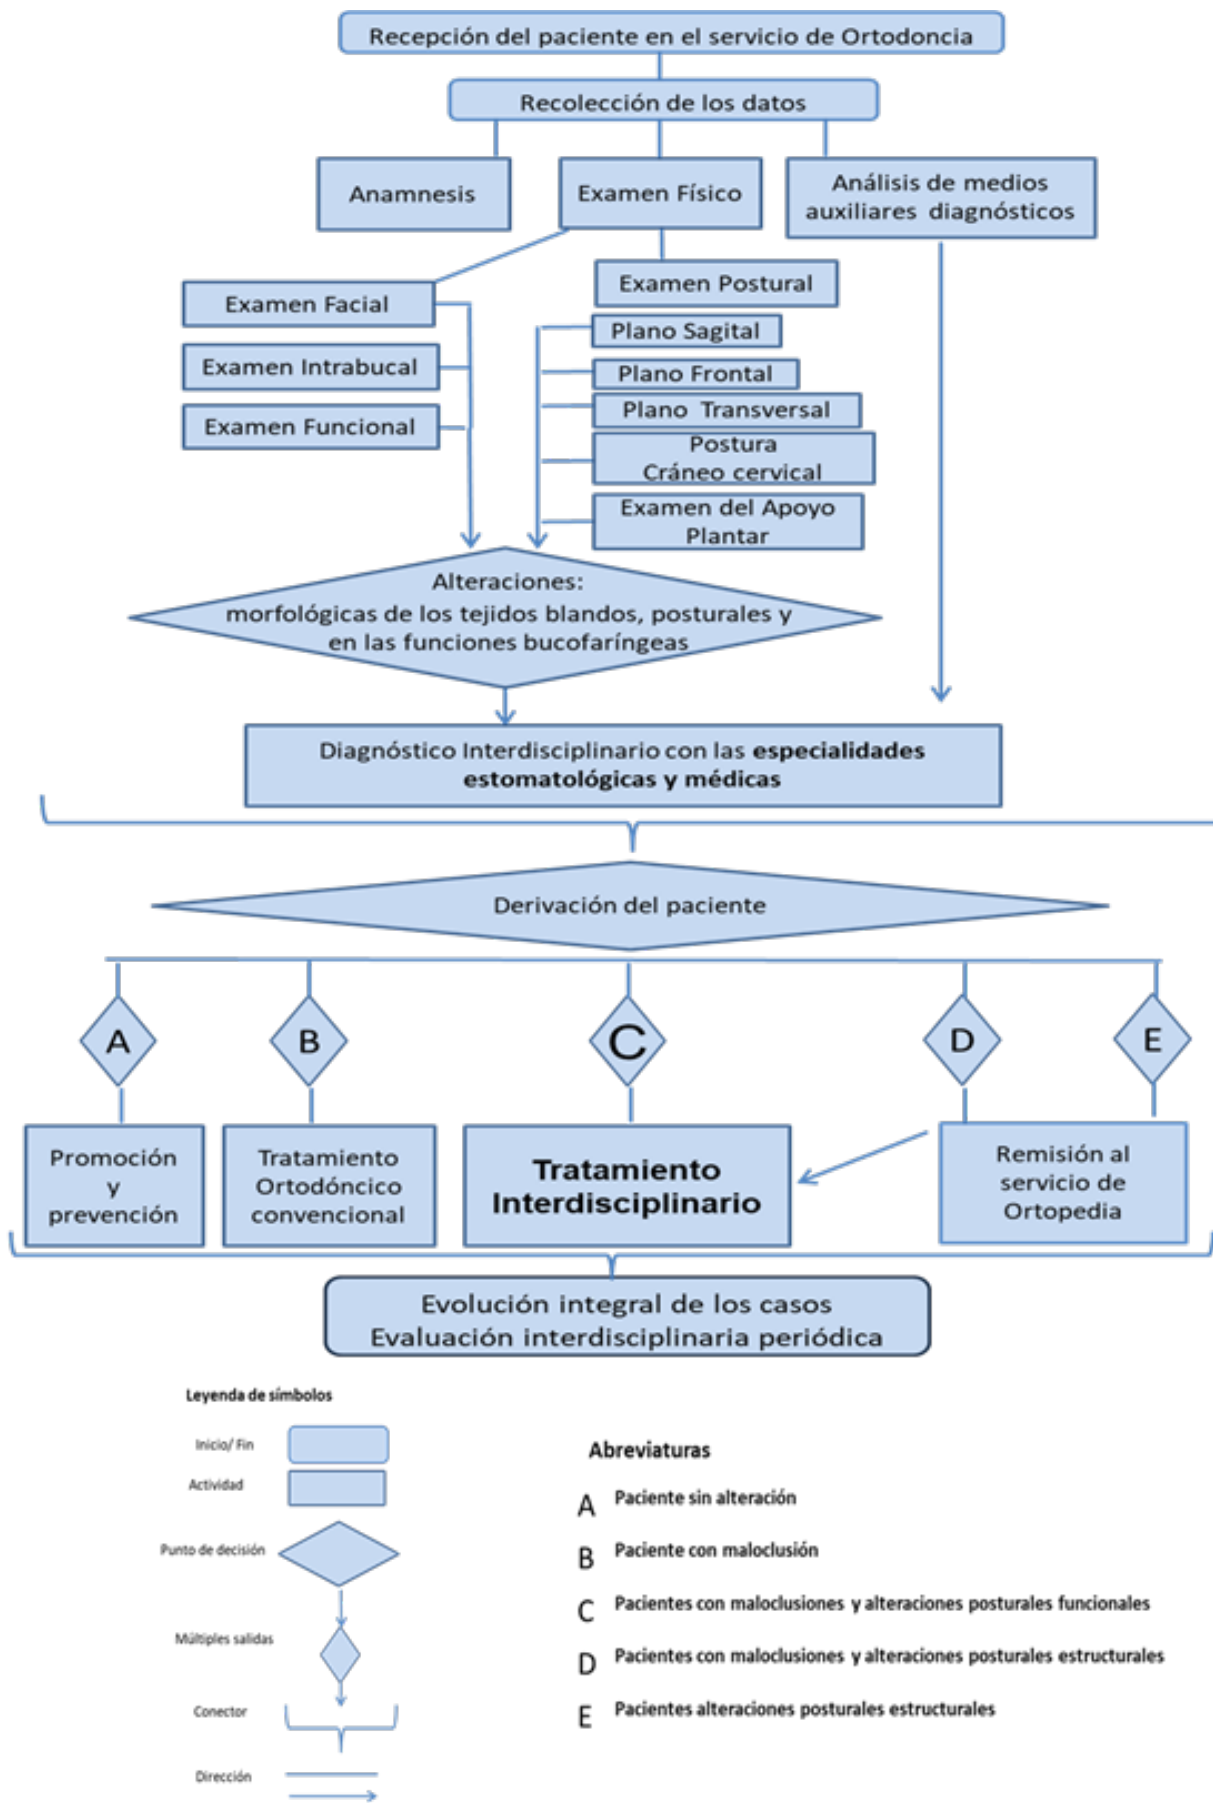 Recepción del paciente en el servicio de Ortodoncia
Recolección de los datos
Anamnesis
Examen Físico
Análisis de medios
auxiliares diagnósticos
Examen Facial
Examen Intrabucal
Examen Funcional
Examen Postural
Plano Sagital
Plano Frontal
Plano Transversal
Postura
Cráneo cervical
Examen del Apoyo
Plantar
Alteraciones:
morfológicas de los tejidos blandos, posturales y
en las funciones bucofaríngeas
Diagnóstico Interdisciplinario con las especialidades
estomatológicas y médicas
Derivación del paciente
A
B
C
D
E
Promoción
y
prevención
Tratamiento
Ortodóncico
convencional
Tratamiento
Interdisciplinario
Remisión al
servicio de
Ortopedia
Evolución integral de los casos
Evaluación interdisciplinaria periódica
Leyenda de símbolos
Inicio/ Fin
Actividad
Punto de decisión
Múltiples salidas
Conector
Dirección
Abreviaturas
A Paciente sin alteración
B Paciente con maloclusión
C Pacientes con maloclusiones y alteraciones posturales funcionales
D Pacientes con maloclusiones y alteraciones posturales estructurales
E Pacientes alteraciones posturales estructurales